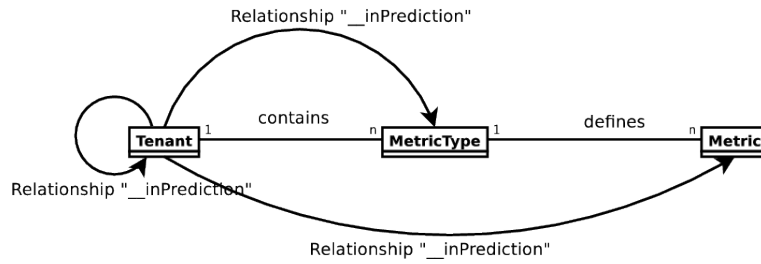 Relationship "__inPrediction"
contains
defines
Tenant
1
n
MetricType
1
n
Metric
Relationship "__inPrediction"
Relationship "__inPrediction"